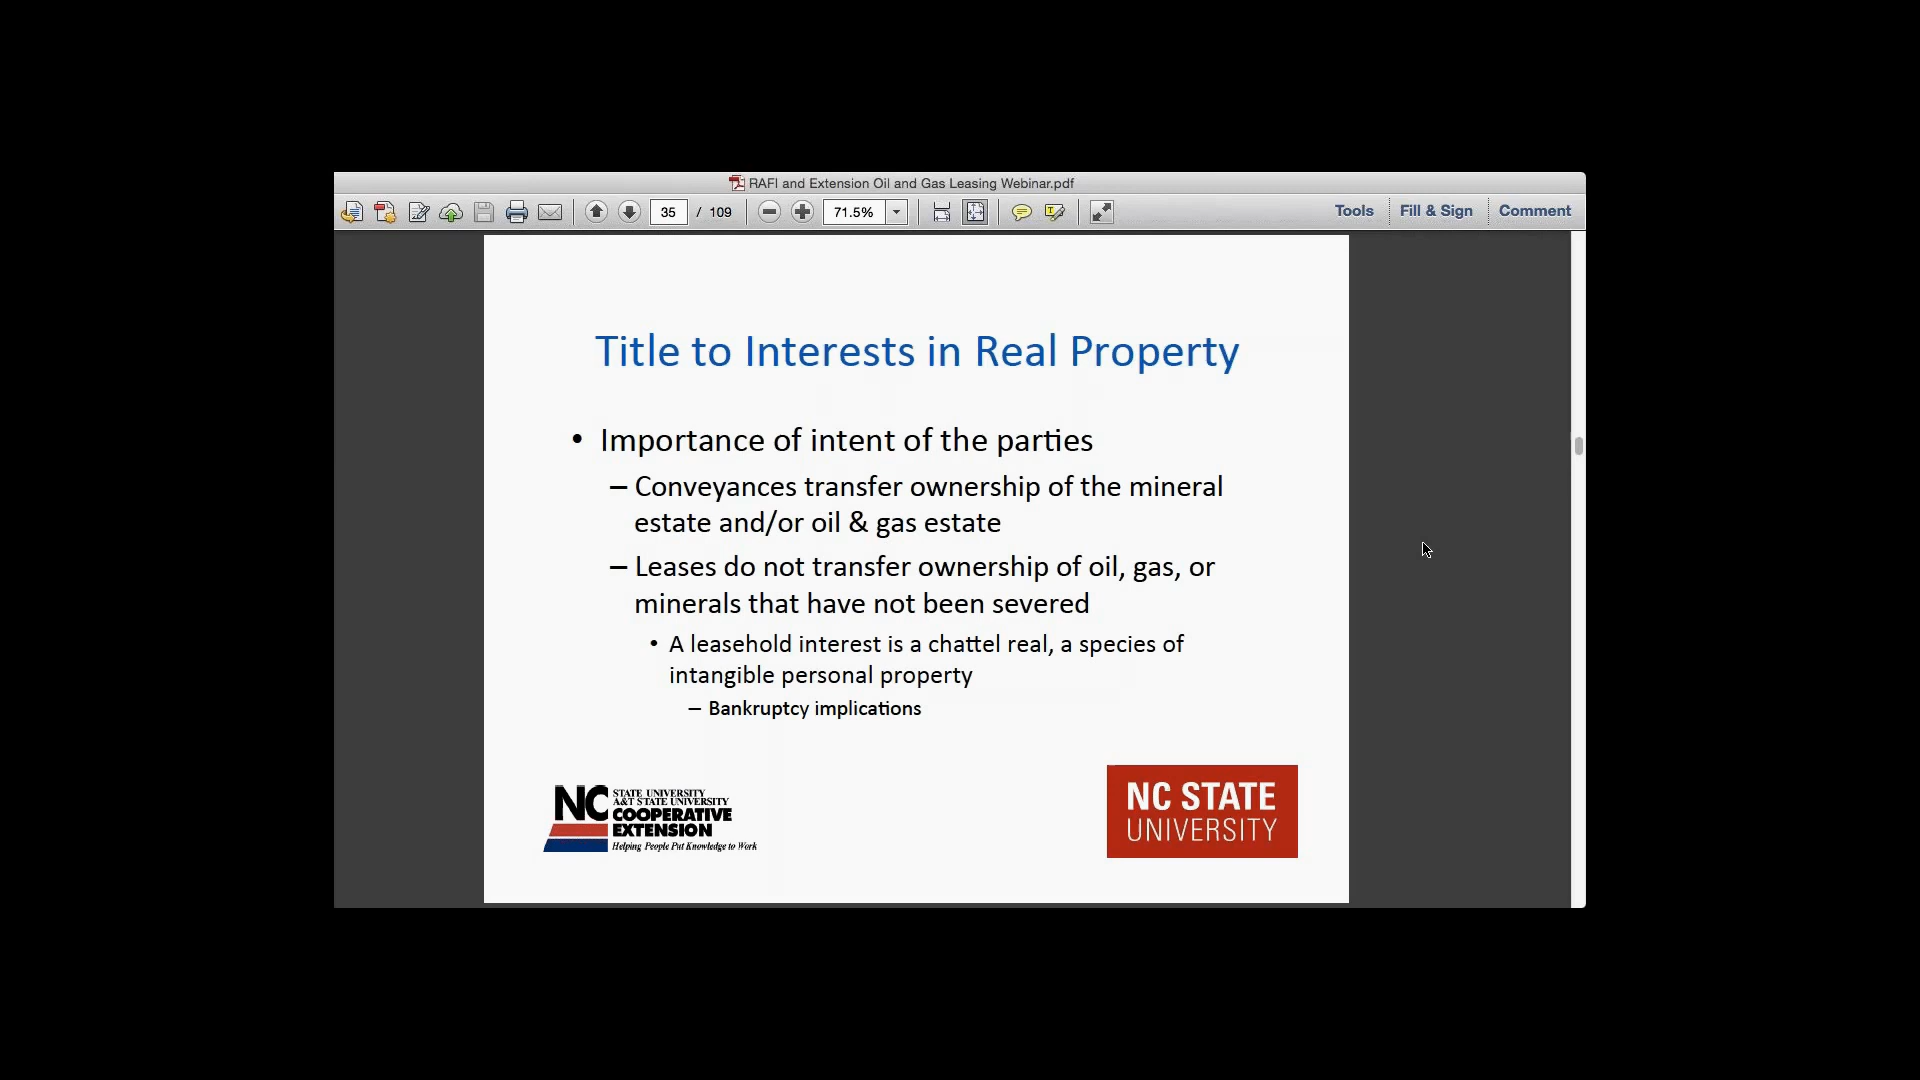 RAFI and Extension Oil and Gas Leasing Webinar.pdf
35 / 109 71.5% Tools Fill & Sign Comment
Title to Interests in Real Property
• Importance of intent of the parties
– Conveyances transfer ownership of the mineral
estate and/or oil & gas estate
– Leases do not transfer ownership of oil, gas, or
minerals that have not been severed
• A leasehold interest is a chattel real, a species of
intangible personal property
– Bankruptcy implications
NC STATE UNIVERSITY
A&T STATE UNIVERSITY
COOPERATIVE
EXTENSION
Helping People Put Knowledge to Work
NC STATE
UNIVERSITY